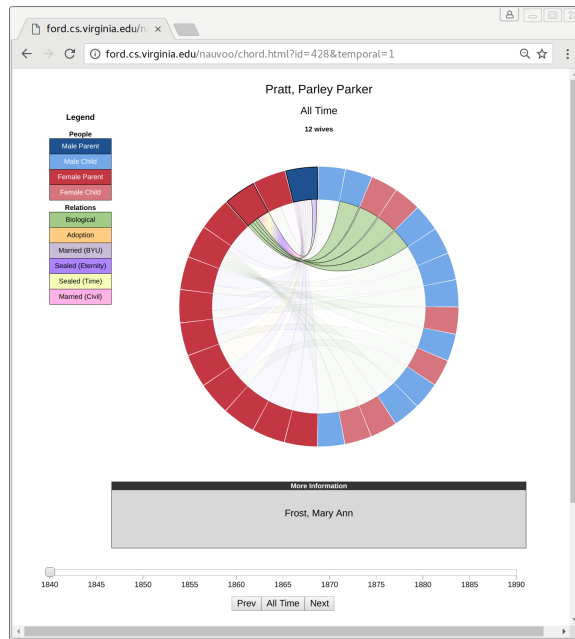 ford.cs.virginia.edu/n
ford.cs.virginia.edu/nauvoo/chord.html?id=428&temporal=1
Pratt, Parley Parker
All Time
12 wives
Legend
People
Male Parent
Male Child
Female Parent
Female Child
Relations
Biological
Adoption
Married (BYU)
Sealed (Eternity)
Sealed (Time)
Married (Civil)
More Information
Frost, Mary Ann
1840 1845 1850 1855 1860 1865 1870 1875 1880 1885 1890
Prev All Time Next